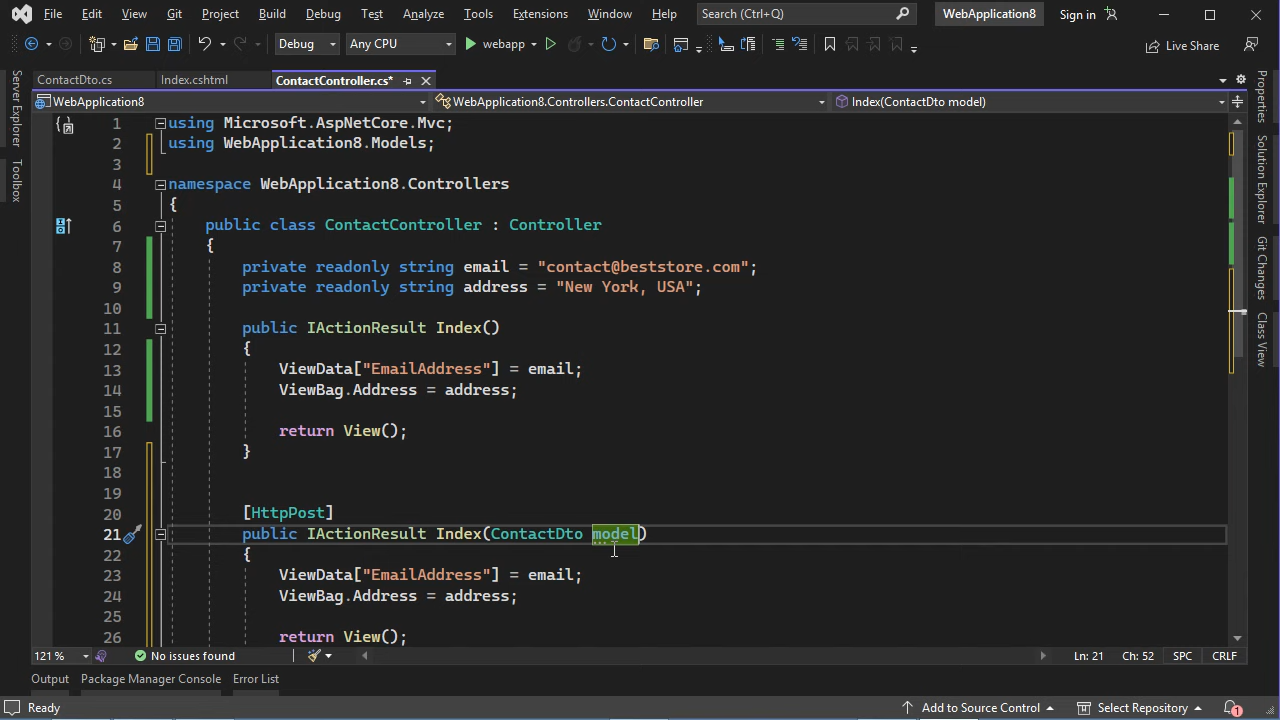 File Edit View Git Project Build Debug Test Analyze Tools Extensions Window Help Search (Ctrl+Q) WebApplication8 Sign in
Debug Any CPU webapp Live Share
ContactDto.cs Index.cshtml ContactController.cs*
WebApplication8 WebApplication8.Controllers.ContactController Index(ContactDto model)
Server Explorer
Toolbox
1 using Microsoft.AspNetCore.Mvc;
2 using WebApplication8.Models;
3
4 namespace WebApplication8.Controllers
5 {
6 public class ContactController : Controller
7 {
8 private readonly string email = "contact@beststore.com";
9 private readonly string address = "New York, USA";
10
11 public IActionResult Index()
12 {
13 ViewData["EmailAddress"] = email;
14 ViewBag.Address = address;
15
16 return View();
17 }
18
19
20 [HttpPost]
21 public IActionResult Index(ContactDto model)
22 {
23 ViewData["EmailAddress"] = email;
24 ViewBag.Address = address;
25
26 return View();
Properties
Solution Explorer
Git Changes
Class View
121 % No issues found Ln: 21 Ch: 52 SPC CRLF
Output Package Manager Console Error List
Ready Add to Source Control Select Repository 1